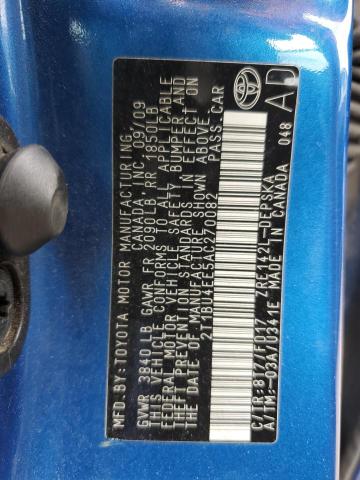 MFD.BY:TOYOTA MOTOR MANUFACTURING
CANADA, INC. 09/09
GVWR 3840LB GAWR FR 2090LB, RR 1850LB
THIS VEHICLE CONFORMS TO ALL APPLICABLE
FEDERAL MOTOR VEHICLE SAFETY, BUMPER AND
THEFT PREVENTION STANDARDS IN EFFECT ON
THE DATE OF MANUFACTURE SHOWN ABOVE.
2T1BU4EE5AC270082 PASS.CAR
C/TR:8T7/FD17 ZRE142L-DEPSKA
A/TM:-03A/U341E MADE IN CANADA 048
AD
TOYOTA